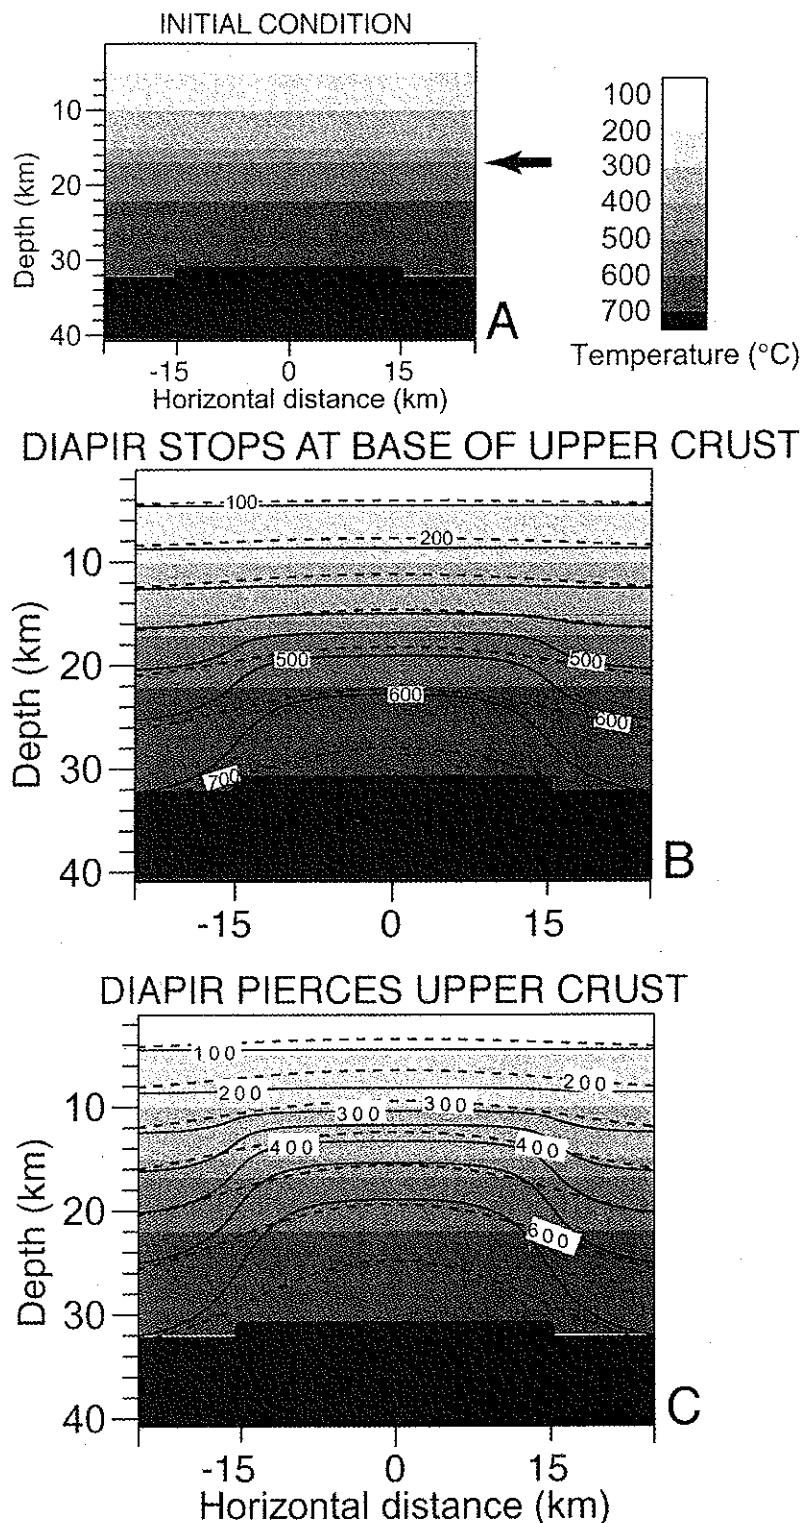 INITIAL CONDITION
10
20
30
40
Depth (km)
-15 0 15
Horizontal distance (km)
A
100
200
300
400
500
600
700
Temperature (°C)
DIAPIR STOPS AT BASE OF UPPER CRUST
100
200
500
500
600
600
700
10
20
30
40
Depth (km)
-15 0 15
B
DIAPIR PIERCES UPPER CRUST
100
200
200
300
300
400
400
600
10
20
30
40
Depth (km)
-15 0 15
Horizontal distance (km)
C